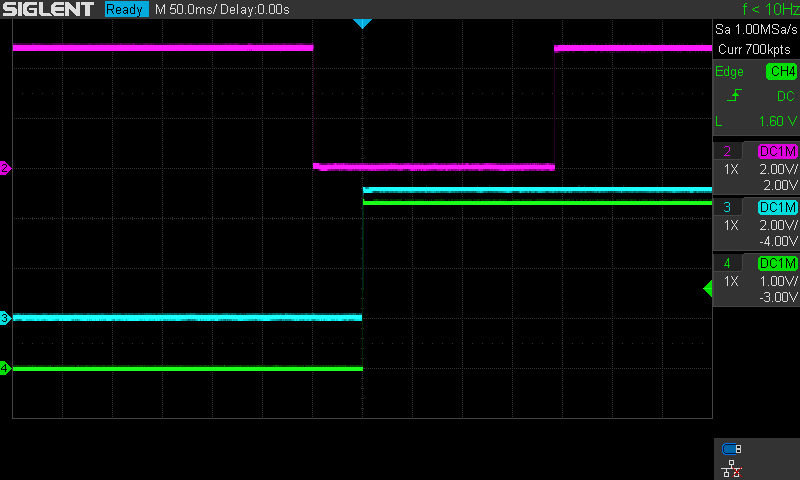 SIGLENT Ready M 50.0ms/ Delay:0.00s f < 10Hz
Sa 1.00MSa/s
Curr 700kpts
Edge CH4
DC
L 1.60 V
2 DC1M
1X 2.00V/
2.00V
3 DC1M
1X 2.00V/
-4.00V
4 DC1M
1X 1.00V/
-3.00V
2
3
4